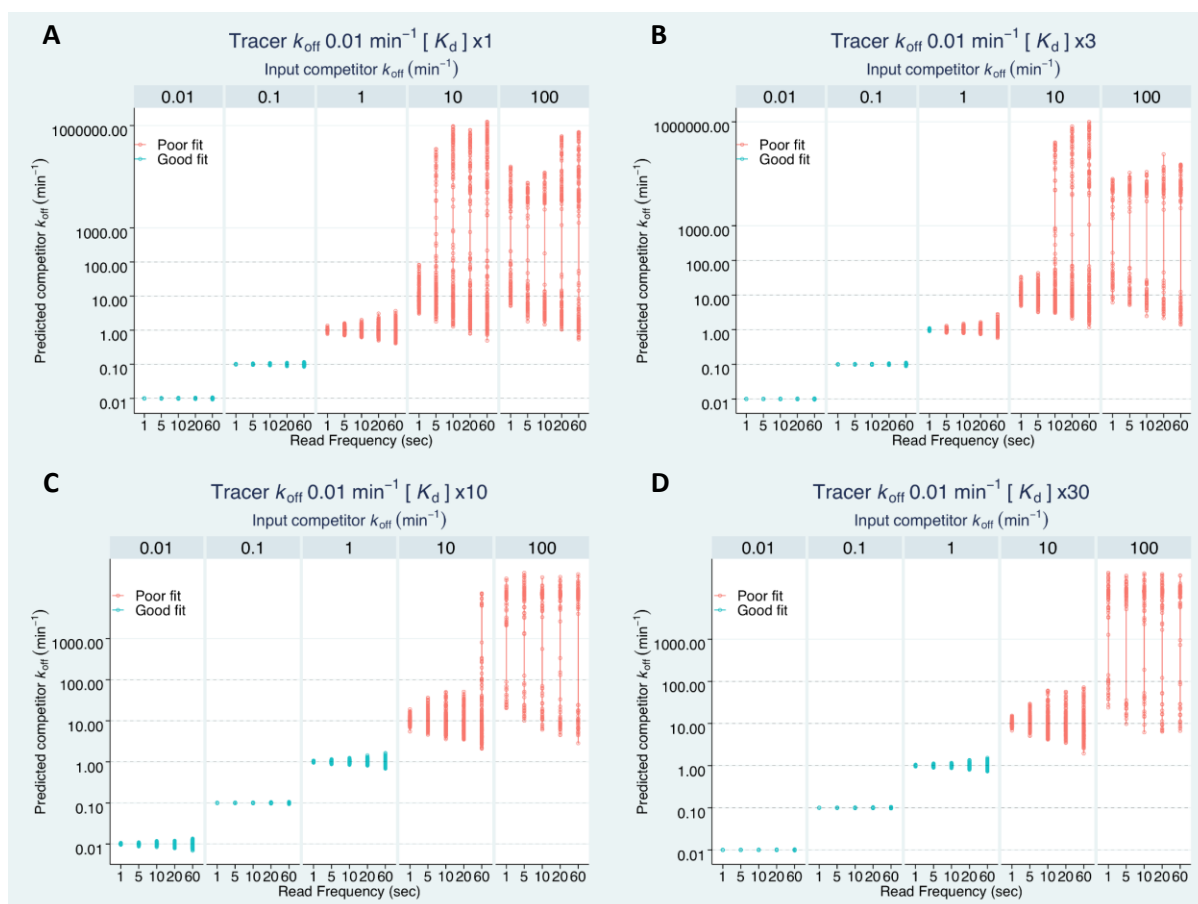 A
Tracer koff 0.01 min−1 [ Kd ] x1
Input competitor koff (min−1)
0.01 0.1 1 10 100
Predicted competitor koff (min−1)
1000000.00
1000.00
100.00
10.00
1.00
0.10
0.01
Poor fit
Good fit
1 5 10 20 60 1 5 10 20 60 1 5 10 20 60 1 5 10 20 60 1 5 10 20 60
Read Frequency (sec)
B
Tracer koff 0.01 min−1 [ Kd ] x3
Input competitor koff (min−1)
0.01 0.1 1 10 100
Predicted competitor koff (min−1)
1000000.00
1000.00
100.00
10.00
1.00
0.10
0.01
Poor fit
Good fit
1 5 10 20 60 1 5 10 20 60 1 5 10 20 60 1 5 10 20 60 1 5 10 20 60
Read Frequency (sec)
C
Tracer koff 0.01 min−1 [ Kd ] x10
Input competitor koff (min−1)
0.01 0.1 1 10 100
Predicted competitor koff (min−1)
1000.00
100.00
10.00
1.00
0.10
0.01
Poor fit
Good fit
1 5 10 20 60 1 5 10 20 60 1 5 10 20 60 1 5 10 20 60 1 5 10 20 60
Read Frequency (sec)
D
Tracer koff 0.01 min−1 [ Kd ] x30
Input competitor koff (min−1)
0.01 0.1 1 10 100
Predicted competitor koff (min−1)
1000.00
100.00
10.00
1.00
0.10
0.01
Poor fit
Good fit
1 5 10 20 60 1 5 10 20 60 1 5 10 20 60 1 5 10 20 60 1 5 10 20 60
Read Frequency (sec)